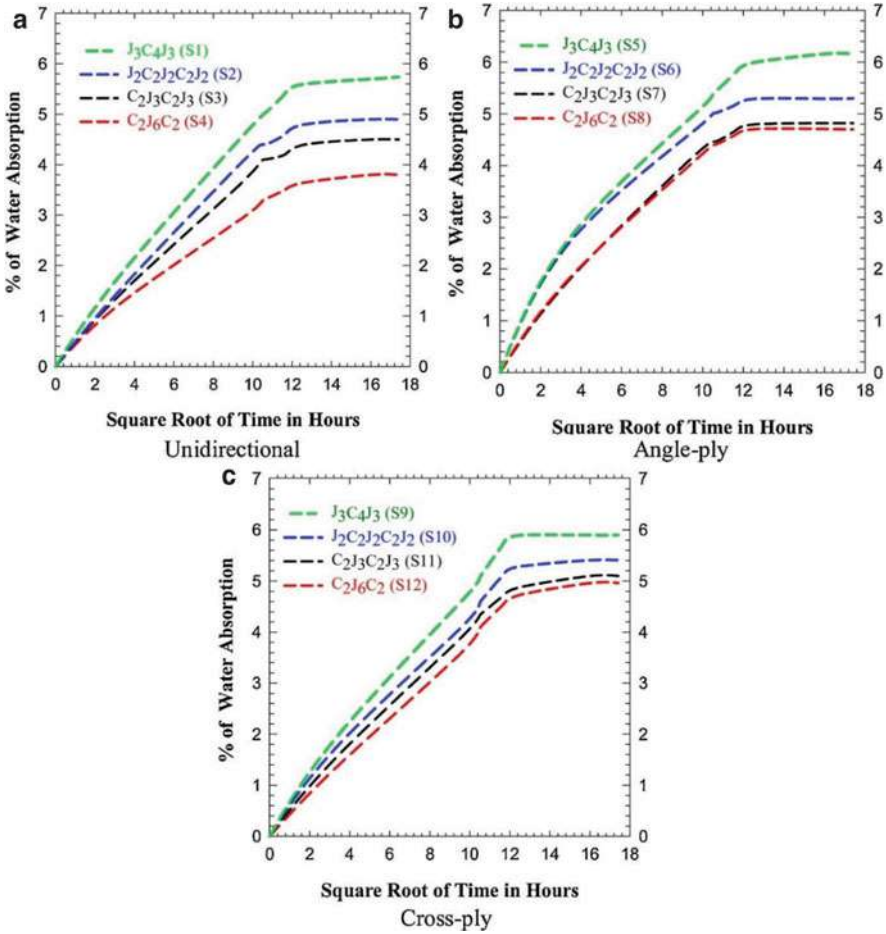 a
J₃C₄J₃ (S1)
J₂C₂J₂C₂J₂ (S2)
C₂J₃C₂J₃ (S3)
C₂J₆C₂ (S4)
% of Water Absorption
7
6
5
4
3
2
1
0
7
6
5
4
3
2
1
0
0 2 4 6 8 10 12 14 16 18
Square Root of Time in Hours
Unidirectional
b
J₃C₄J₃ (S5)
J₂C₂J₂C₂J₂ (S6)
C₂J₃C₂J₃ (S7)
C₂J₆C₂ (S8)
% of Water Absorption
7
6
5
4
3
2
1
0
7
6
5
4
3
2
1
0
0 2 4 6 8 10 12 14 16 18
Square Root of Time in Hours
Angle-ply
c
J₃C₄J₃ (S9)
J₂C₂J₂C₂J₂ (S10)
C₂J₃C₂J₃ (S11)
C₂J₆C₂ (S12)
% of Water Absorption
7
6
5
4
3
2
1
0
7
6
5
4
3
2
1
0
0 2 4 6 8 10 12 14 16 18
Square Root of Time in Hours
Cross-ply